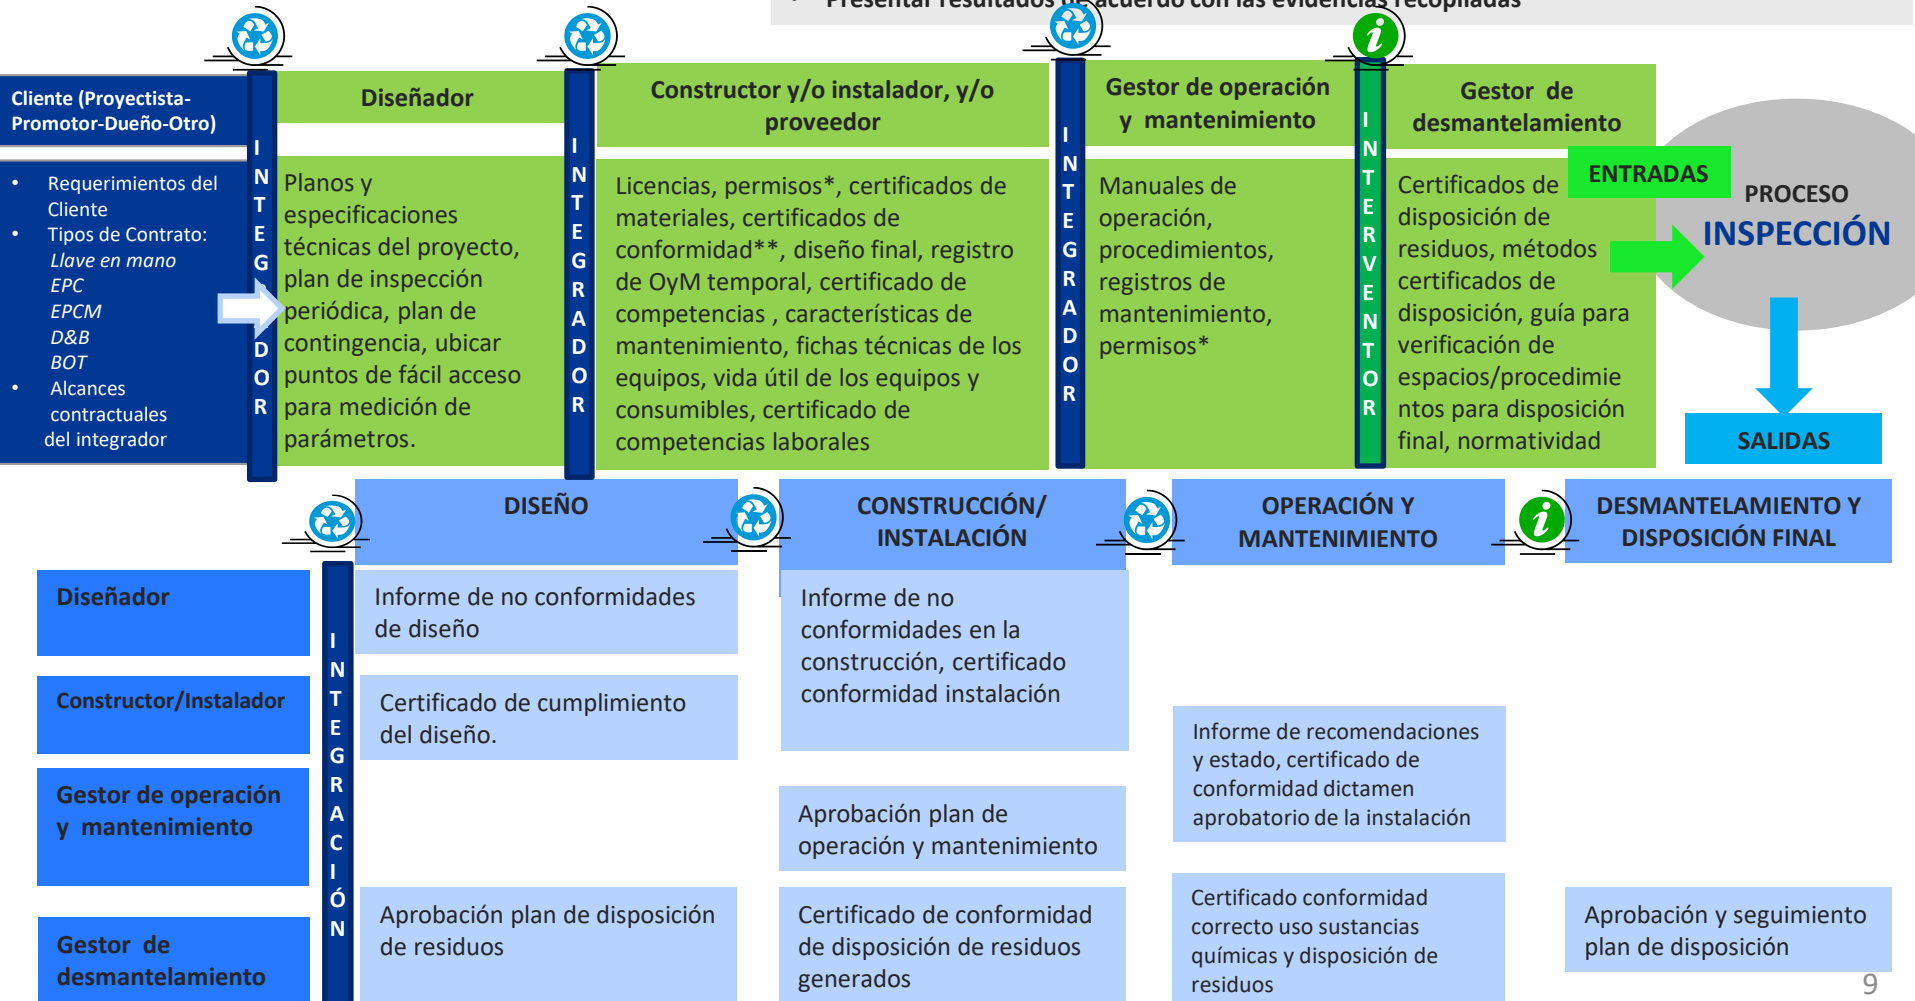 • Presentar resultados de acuerdo con las evidencias recopiladas
Cliente (Proyectista-
Promotor-Dueño-Otro)
• Requerimientos del
Cliente
• Tipos de Contrato:
Llave en mano
EPC
EPCM
D&B
BOT
• Alcances
contractuales
del integrador
I
N
T
E
G
D
O
R
Diseñador
Planos y
especificaciones
técnicas del proyecto,
plan de inspección
periódica, plan de
contingencia, ubicar
puntos de fácil acceso
para medición de
parámetros.
I
N
T
E
G
R
A
D
O
R
Constructor y/o instalador, y/o
proveedor
Licencias, permisos*, certificados de
materiales, certificados de
conformidad**, diseño final, registro
de OyM temporal, certificado de
competencias , características de
mantenimiento, fichas técnicas de los
equipos, vida útil de los equipos y
consumibles, certificado de
competencias laborales
I
N
T
E
G
R
A
D
O
R
Gestor de operación
y mantenimiento
Manuales de
operación,
procedimientos,
registros de
mantenimiento,
permisos*
i
I
N
T
E
R
V
E
N
T
O
R
Gestor de
desmantelamiento
Certificados de
disposición de
residuos, métodos
certificados de
disposición, guía para
verificación de
espacios/procedimie
ntos para disposición
final, normatividad
ENTRADAS
PROCESO
INSPECCIÓN
SALIDAS
DISEÑO
CONSTRUCCIÓN/
INSTALACIÓN
OPERACIÓN Y
MANTENIMIENTO
i
DESMANTELAMIENTO Y
DISPOSICIÓN FINAL
I
N
T
E
G
R
A
C
I
Ó
N
Diseñador
Informe de no conformidades
de diseño
Informe de no
conformidades en la
construcción, certificado
conformidad instalación
Constructor/Instalador
Certificado de cumplimiento
del diseño.
Informe de recomendaciones
y estado, certificado de
conformidad dictamen
aprobatorio de la instalación
Gestor de operación
y mantenimiento
Aprobación plan de
operación y mantenimiento
Gestor de
desmantelamiento
Aprobación plan de disposición
de residuos
Certificado de conformidad
de disposición de residuos
generados
Certificado conformidad
correcto uso sustancias
químicas y disposición de
residuos
Aprobación y seguimiento
plan de disposición
9